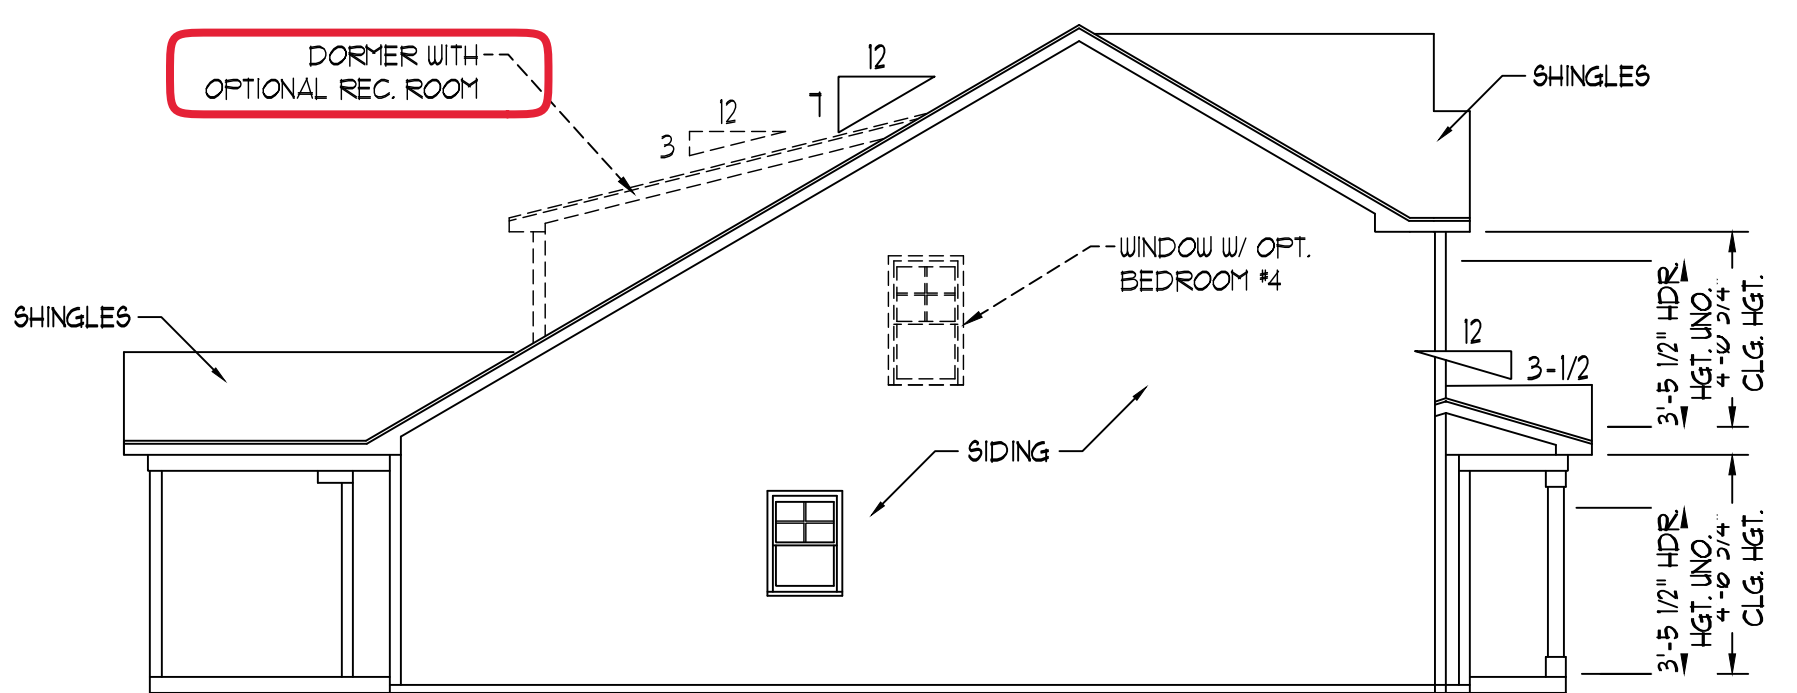 DORMER WITH
OPTIONAL REC. ROOM
12
7
12
3
SHINGLES
WINDOW W/ OPT.
BEDROOM #4
SHINGLES
12
3-1/2
SIDING
3'-5 1/2" HDR.
HGT. UNO.
CLG. HGT.
3'-5 1/2" HDR.
HGT. UNO.
CLG. HGT.